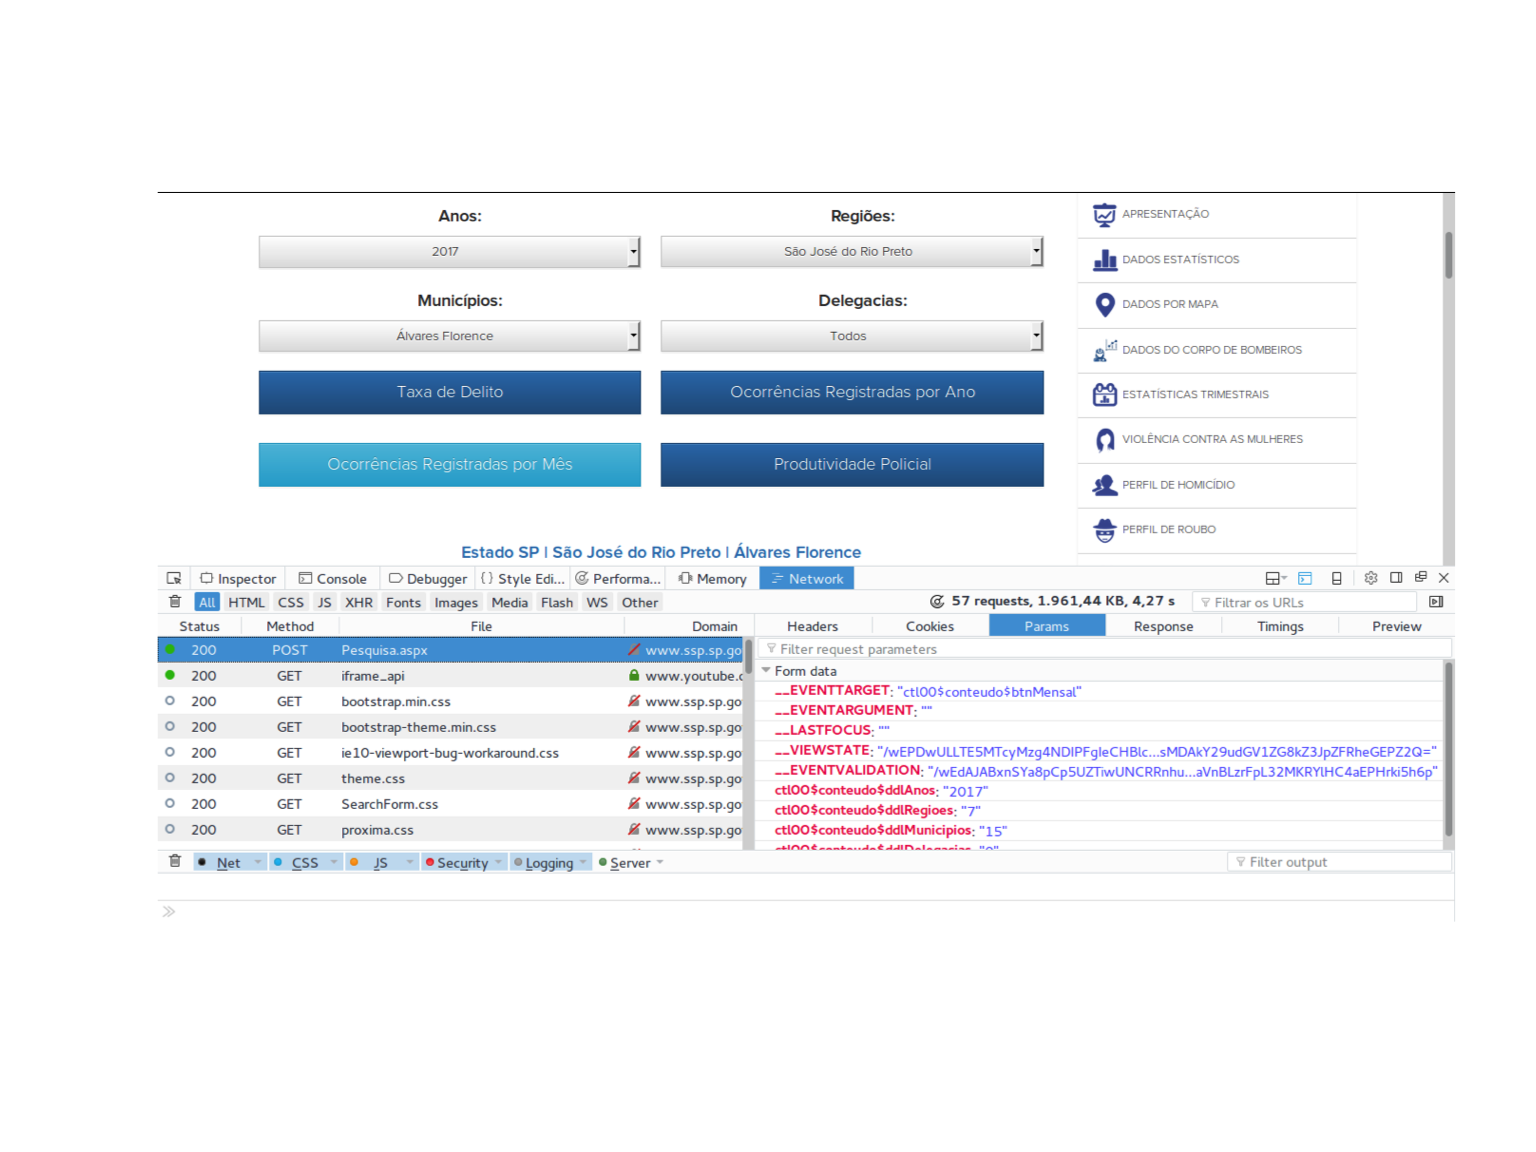 Anos:
Regiões:
2017
São José do Rio Preto
Municípios:
Delegacias:
Álvares Florence
Todos
Taxa de Delito
Ocorrências Registradas por Ano
Ocorrências Registradas por Mês
Produtividade Policial
Estado SP | São José do Rio Preto | Álvares Florence
APRESENTAÇÃO
DADOS ESTATÍSTICOS
DADOS POR MAPA
DADOS DO CORPO DE BOMBEIROS
ESTATÍSTICAS TRIMESTRAIS
VIOLÊNCIA CONTRA AS MULHERES
PERFIL DE HOMICÍDIO
PERFIL DE ROUBO
Inspector Console Debugger Style Edi... Performa... Memory Network
All HTML CSS JS XHR Fonts Images Media Flash WS Other 57 requests, 1.961,44 KB, 4,27 s Filtrar os URLs
Status Method File Domain
200 POST Pesquisa.aspx www.ssp.sp.go
200 GET iframe_api www.youtube.c
200 GET bootstrap.min.css www.ssp.sp.go
200 GET bootstrap-theme.min.css www.ssp.sp.go
200 GET ie10-viewport-bug-workaround.css www.ssp.sp.go
200 GET theme.css www.ssp.sp.go
200 GET SearchForm.css www.ssp.sp.go
200 GET proxima.css www.ssp.sp.go
Headers Cookies Params Response Timings Preview
Filter request parameters
Form data
__EVENTTARGET: "ctl00$conteudo$btnMensal"
__EVENTARGUMENT: ""
__LASTFOCUS: ""
__VIEWSTATE: "/wEPDwULLTE5MTcyMzg4NDIPFgIeCHBlc...sMDAkY29udGV1ZG8kZ3JpZFRheGEPZ2Q="
__EVENTVALIDATION: "/wEdAJABxnSYa8pCp5UZTiwUNCRRnhu...aVnBLzrFpL32MKRYlHC4aEPHrki5h6p"
ctl00$conteudo$ddlAnos: "2017"
ctl00$conteudo$ddlRegioes: "7"
ctl00$conteudo$ddlMunicipios: "15"
ctl00$conteudo$ddlDelegacias: "0"
Net CSS JS Security Logging Server Filter output